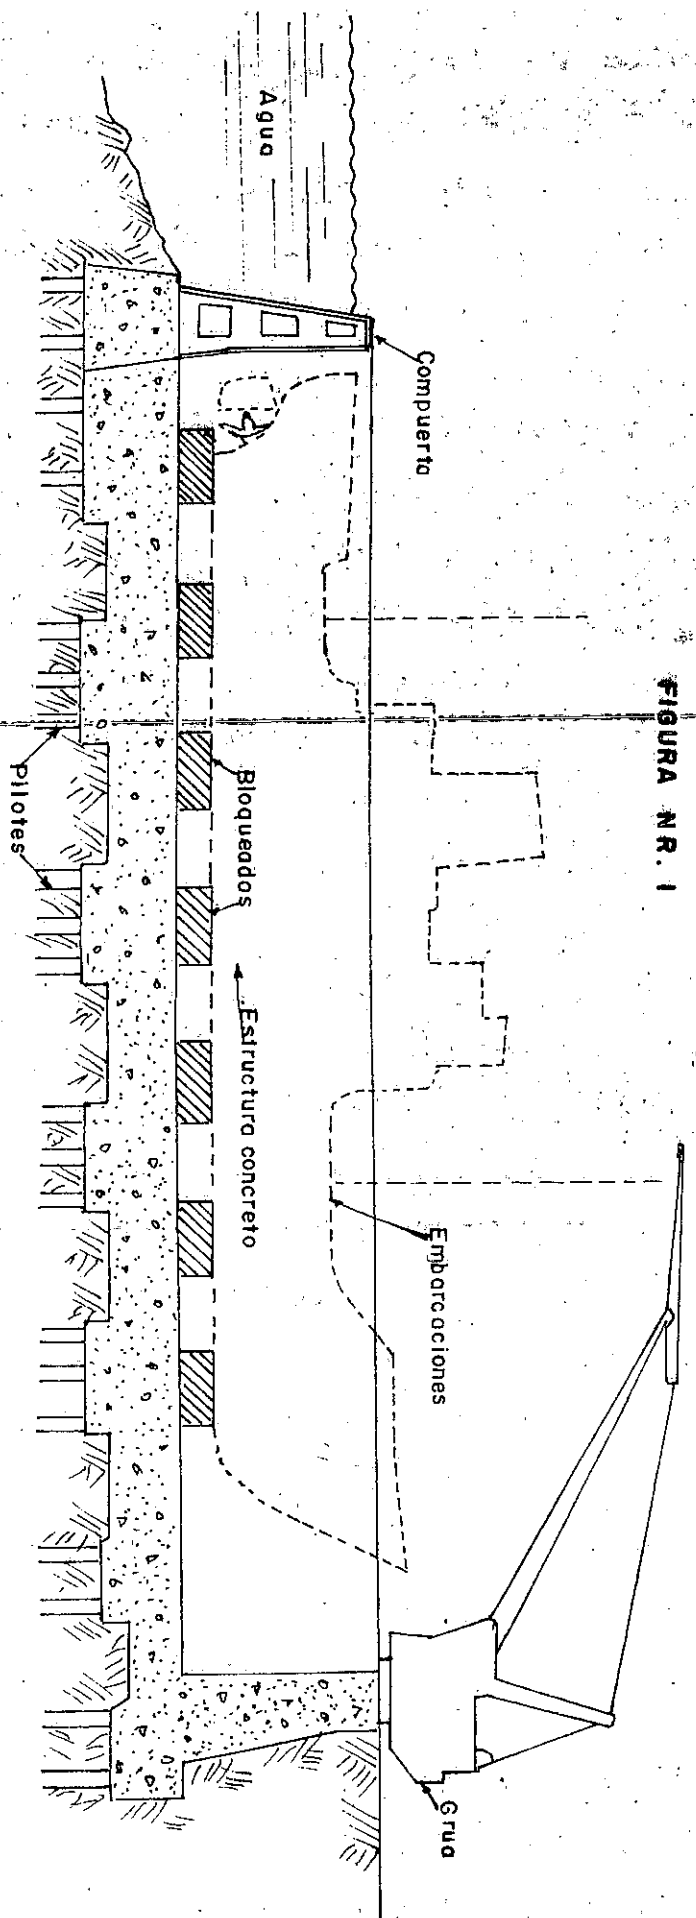 FIGURA NR. 1
Grua
Compuerta
Embarcaciones
Agua
Bloqueados
Estructura concreto
Pilotes